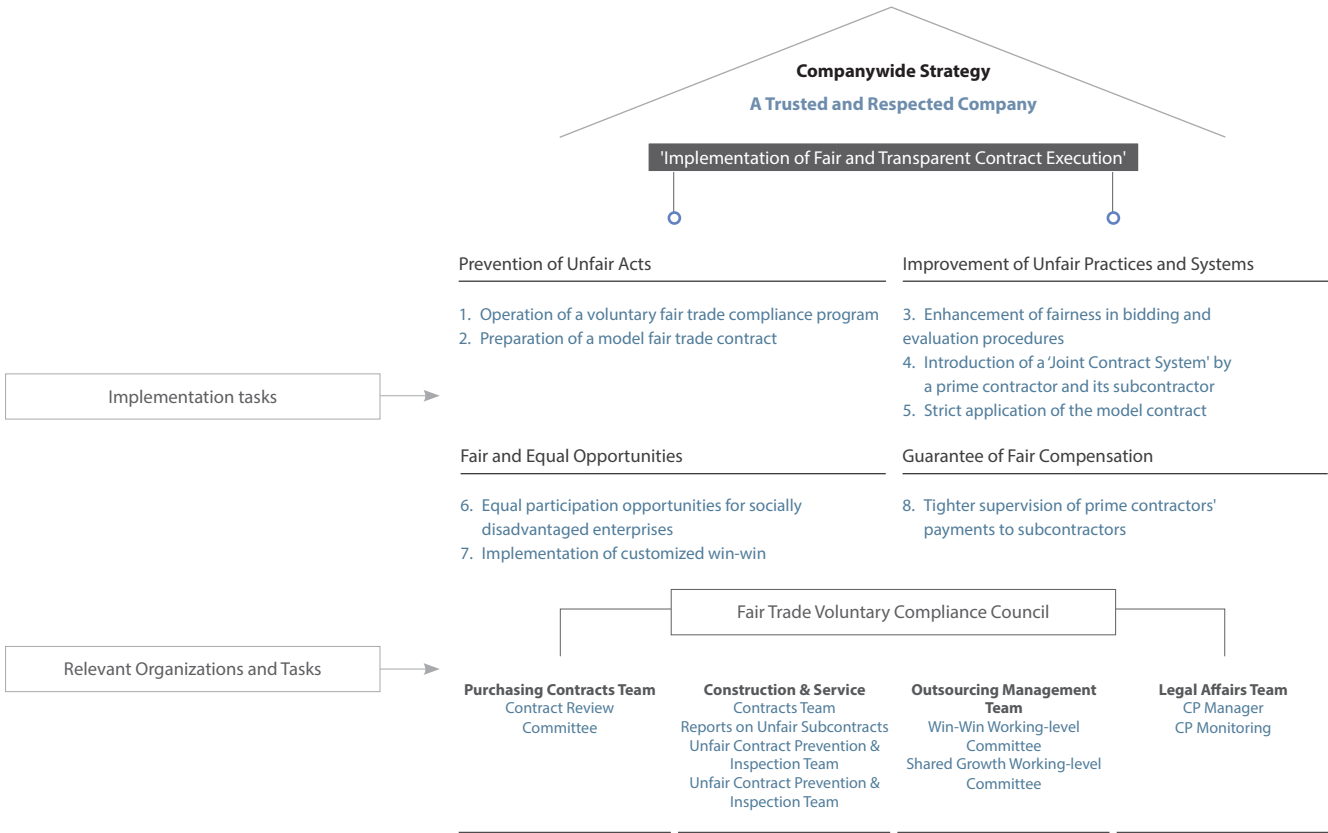 Companywide Strategy
A Trusted and Respected Company
'Implementation of Fair and Transparent Contract Execution'
Implementation tasks
Prevention of Unfair Acts
1. Operation of a voluntary fair trade compliance program
2. Preparation of a model fair trade contract
Improvement of Unfair Practices and Systems
3. Enhancement of fairness in bidding and
evaluation procedures
4. Introduction of a 'Joint Contract System' by
a prime contractor and its subcontractor
5. Strict application of the model contract
Fair and Equal Opportunities
6. Equal participation opportunities for socially
disadvantaged enterprises
7. Implementation of customized win-win
Guarantee of Fair Compensation
8. Tighter supervision of prime contractors'
payments to subcontractors
Relevant Organizations and Tasks
Fair Trade Voluntary Compliance Council
Purchasing Contracts Team
Contract Review
Committee
Construction & Service
Contracts Team
Reports on Unfair Subcontracts
Unfair Contract Prevention &
Inspection Team
Unfair Contract Prevention &
Inspection Team
Outsourcing Management
Team
Win-Win Working-level
Committee
Shared Growth Working-level
Committee
Legal Affairs Team
CP Manager
CP Monitoring